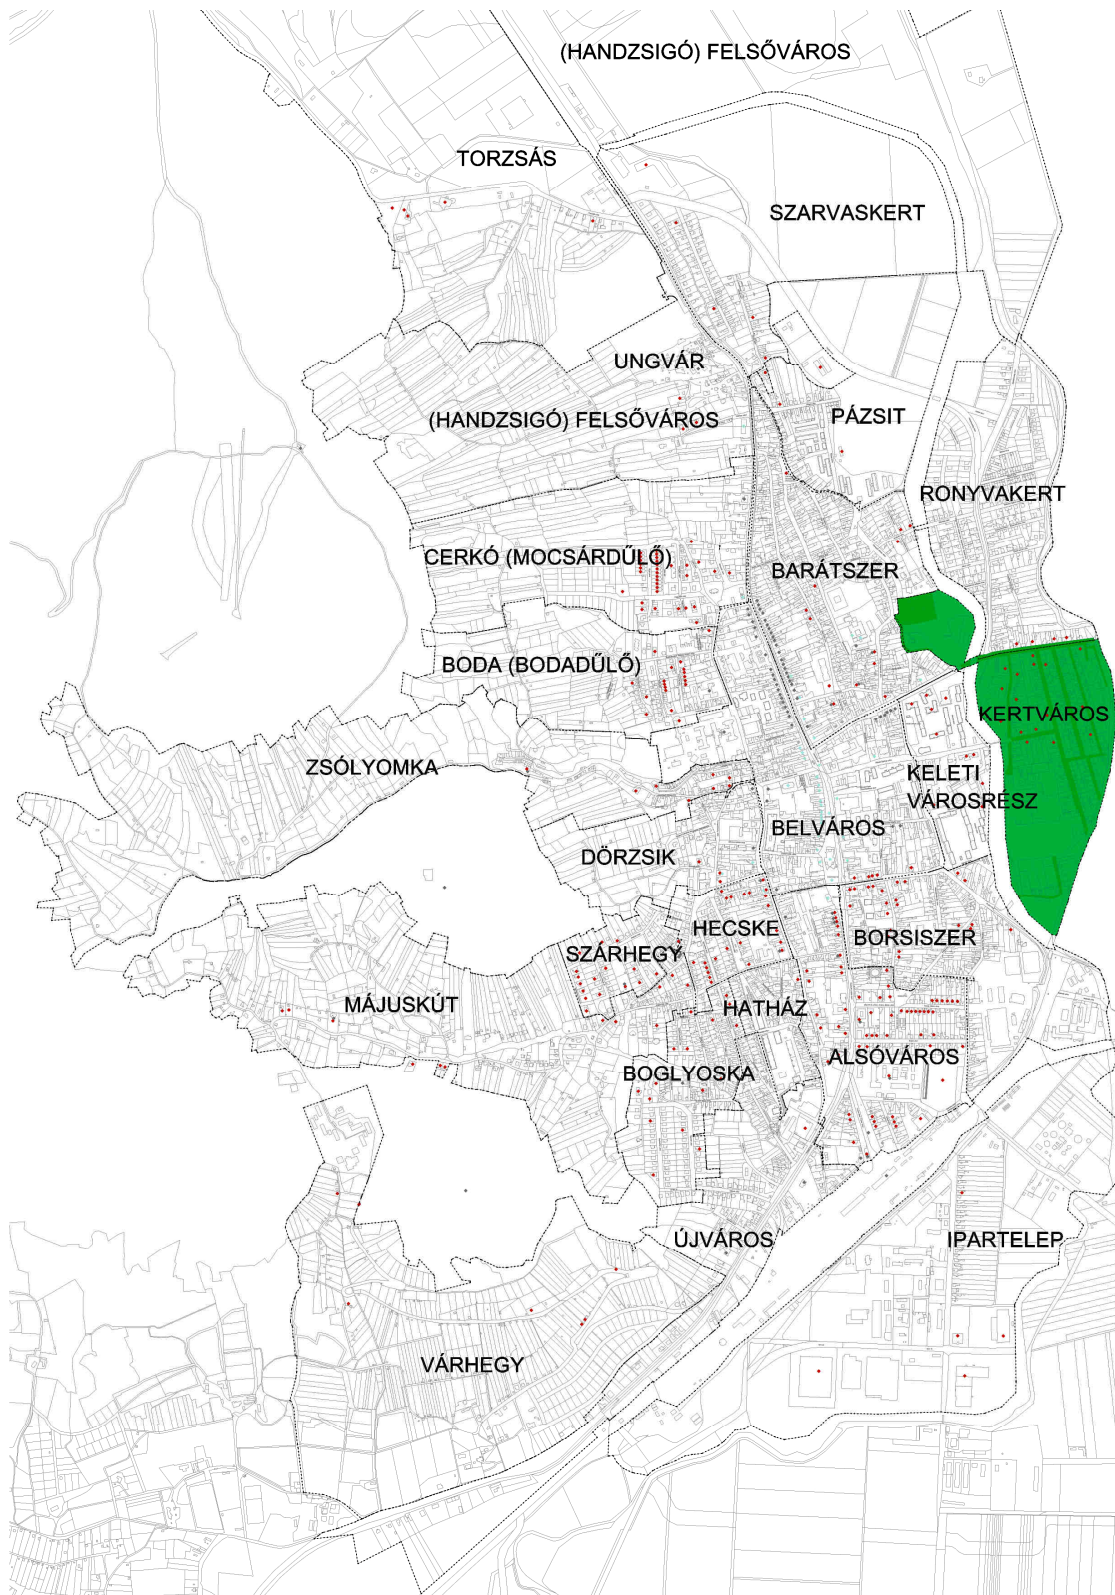 (HANDZSIGÓ) FELSŐVÁROS
TORZSÁS
SZARVASKERT
UNGVÁR
(HANDZSIGÓ) FELSŐVÁROS
PÁZSIT
RONYVAKERT
CERKÓ (MOCSÁRDŰLŐ)
BARÁTSZER
BODA (BODADŰLŐ)
KERTVÁROS
ZSÓLYOMKA
KELETI
VÁROSRÉSZ
BELVÁROS
DÖRZSIK
HECSKE
BORSISZER
SZÁRHEGY
MÁJUSKÚT
HATHÁZ
ALSÓVÁROS
BOGLYOSKA
ÚJVÁROS
IPARTELEP
VÁRHEGY